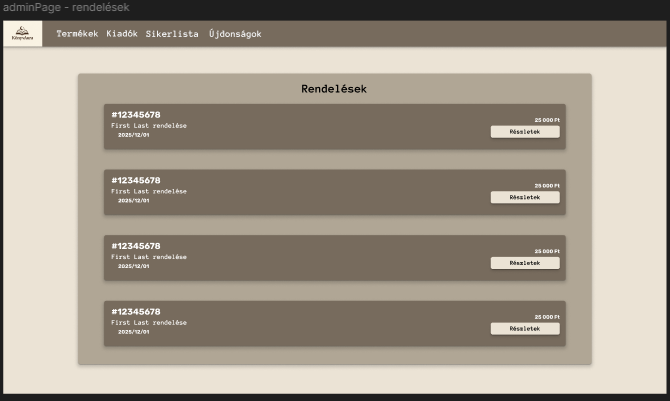 adminPage - rendelések
Könyvtára
Termékek Kiadók Sikerlista Újdonságok
Rendelések
#12345678
First Last rendelése
2025/12/01
25 000 Ft
Részletek
#12345678
First Last rendelése
2025/12/01
25 000 Ft
Részletek
#12345678
First Last rendelése
2025/12/01
25 000 Ft
Részletek
#12345678
First Last rendelése
2025/12/01
25 000 Ft
Részletek